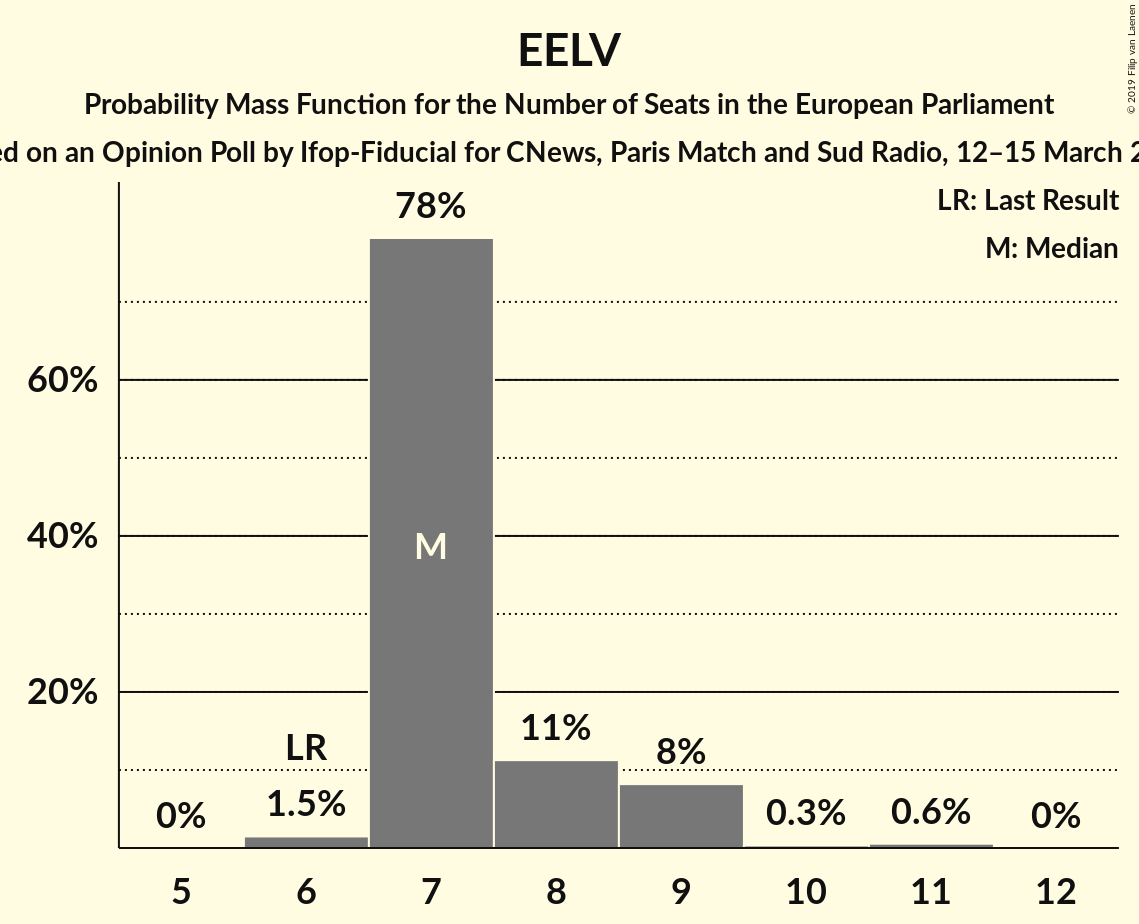 EELV
Probability Mass Function for the Number of Seats in the European Parliament
on an Opinion Poll by Ifop-Fiducial for CNews, Paris Match and Sud Radio, 12–15 March
© 2019 Filip van Laenen
LR: Last Result
M: Median
78%
60%
40%
M
20%
LR
11%
8%
0%
1.5%
0.3%
0.6%
0%
5 6 7 8 9 10 11 12